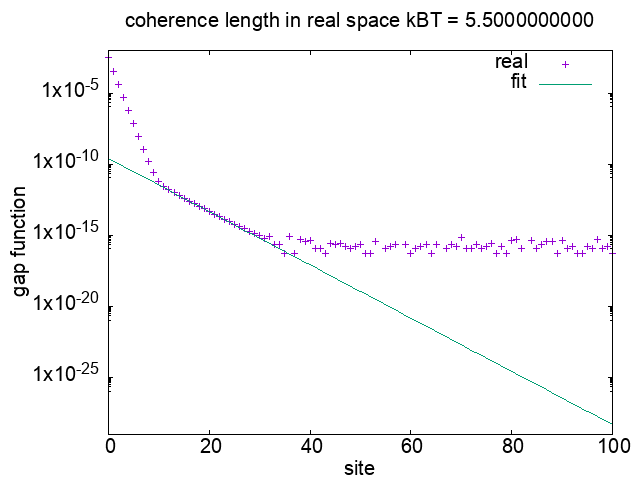 coherence length in real space kBT = 5.5000000000
real
fit
1x10^-5
1x10^-10
1x10^-15
1x10^-20
1x10^-25
gap function
0 20 40 60 80 100
site